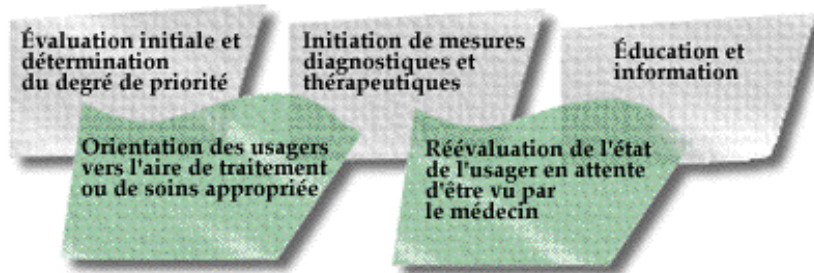 Évaluation initiale et
détermination
du degré de priorité
Initiation de mesures
diagnostiques et
thérapeutiques
Éducation et
information
Orientation des usagers
vers l'aire de traitement
ou de soins appropriée
Réévaluation de l'état
de l'usager en attente
d'être vu par
le médecin